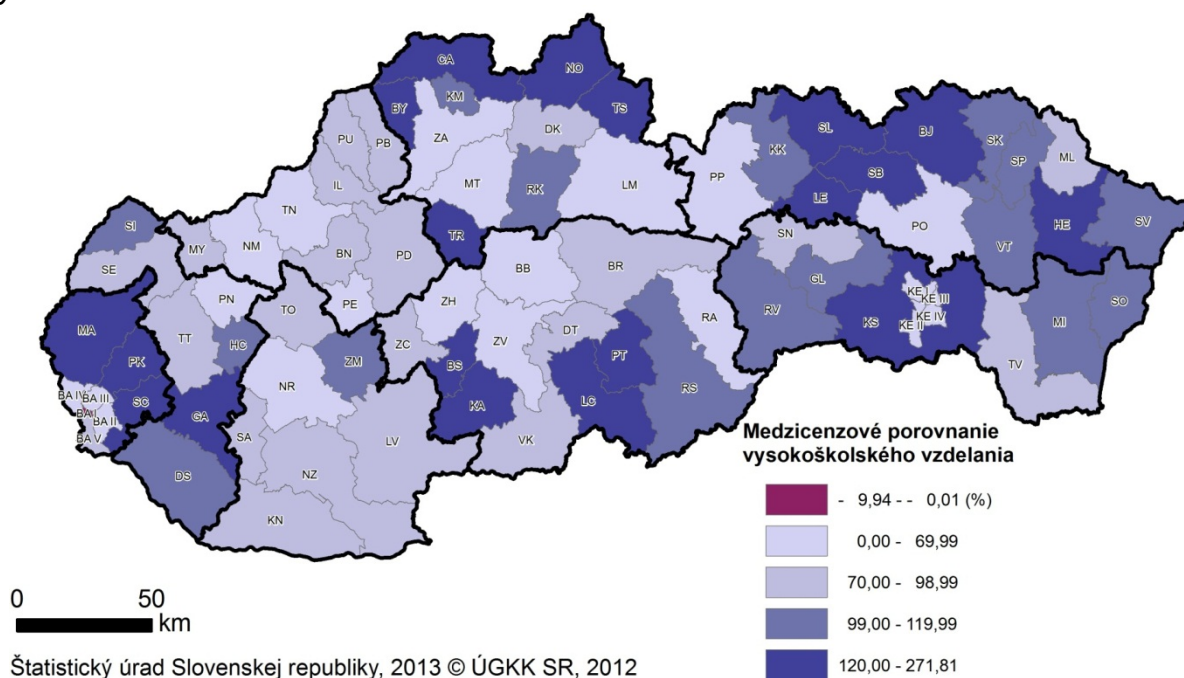 CA
NO
KM
BY
TS
SL
BJ
PU
PB
ZA
DK
KK
SK
SP
ML
IL
MT
RK
LM
PP
SB
LE
PO
VT
HE
SV
TN
TR
SI
MY
NM
BN
PD
BB
BR
SN
GL
SE
PN
TO
PE
ZH
RA
RV
KS
KE I
KE III
KE IV
KE II
SO
MI
MA
TT
HC
ZM
ZC
ZV
DT
PT
TV
PK
BS
RS
BA IV
BA III
SC
GA
NR
KA
LC
BA I
BA II
BA V
SA
LV
VK
DS
NZ
KN
Medzicenzové porovnanie
vysokoškolského vzdelania
- 9,94 - - 0,01 (%)
0,00 - 69,99
70,00 - 98,99
99,00 - 119,99
120,00 - 271,81
0 50
km
Štatistický úrad Slovenskej republiky, 2013 © ÚGKK SR, 2012